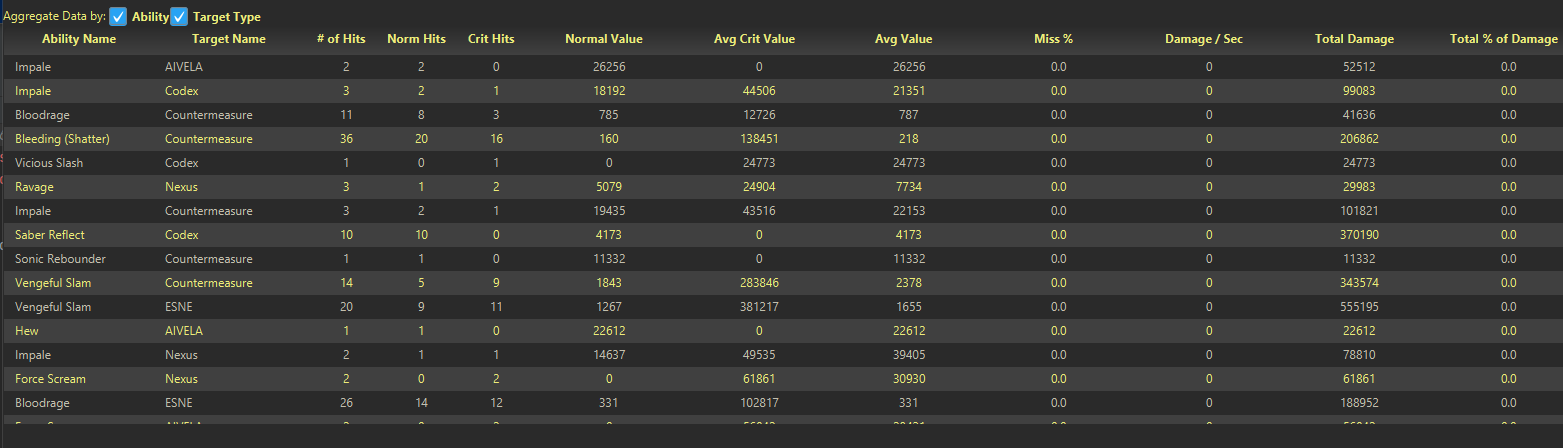 Aggregate Data by: Ability Target Type
Ability Name Target Name # of Hits Norm Hits Crit Hits Normal Value Avg Crit Value Avg Value Miss % Damage / Sec Total Damage Total % of Damage
Impale AIVELA 2 2 0 26256 0 26256 0.0 0 52512 0.0
Impale Codex 3 2 1 18192 44506 21351 0.0 0 99083 0.0
Bloodrage Countermeasure 11 8 3 785 12726 787 0.0 0 41636 0.0
Bleeding (Shatter) Countermeasure 36 20 16 160 138451 218 0.0 0 206862 0.0
Vicious Slash Codex 1 0 1 0 24773 24773 0.0 0 24773 0.0
Ravage Nexus 3 1 2 5079 24904 7734 0.0 0 29983 0.0
Impale Countermeasure 3 2 1 19435 43516 22153 0.0 0 101821 0.0
Saber Reflect Codex 10 10 0 4173 0 4173 0.0 0 370190 0.0
Sonic Rebounder Countermeasure 1 1 0 11332 0 11332 0.0 0 11332 0.0
Vengeful Slam Countermeasure 14 5 9 1843 283846 2378 0.0 0 343574 0.0
Vengeful Slam ESNE 20 9 11 1267 381217 1655 0.0 0 555195 0.0
Hew AIVELA 1 1 0 22612 0 22612 0.0 0 22612 0.0
Impale Nexus 2 1 1 14637 49535 39405 0.0 0 78810 0.0
Force Scream Nexus 2 0 2 0 61861 30930 0.0 0 61861 0.0
Bloodrage ESNE 26 14 12 331 102817 331 0.0 0 188952 0.0